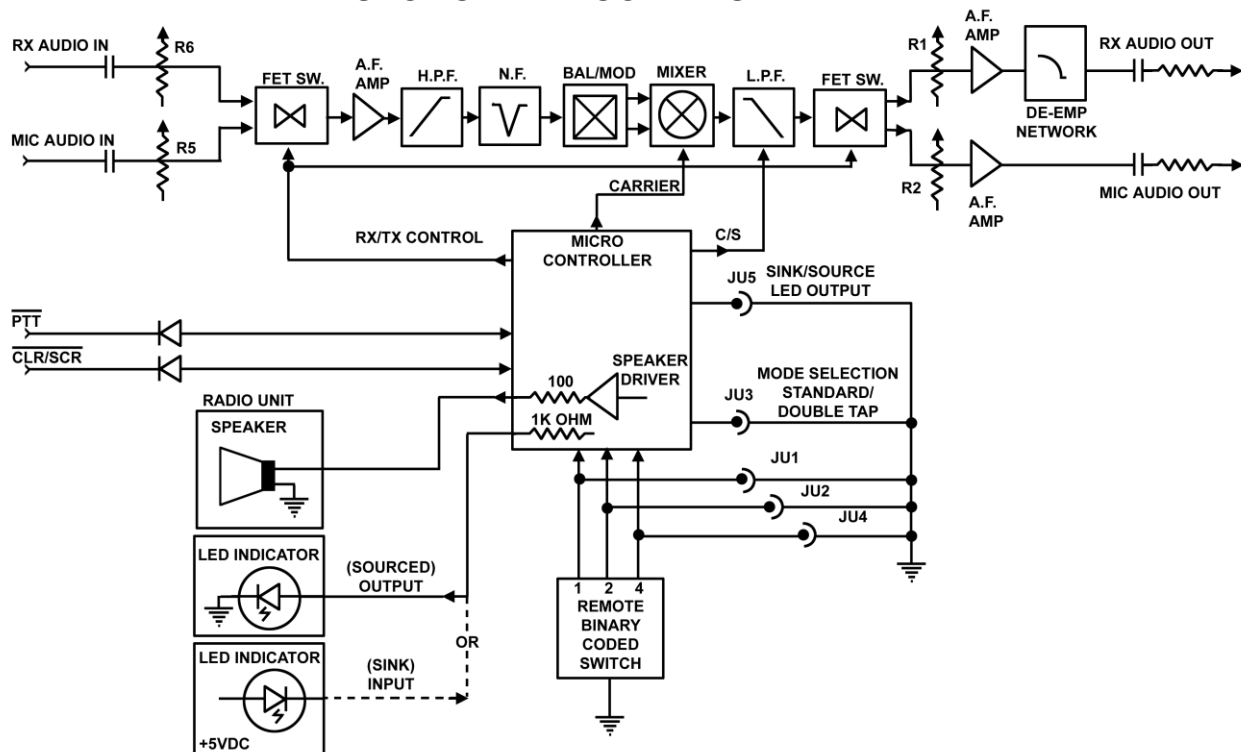 RX AUDIO IN
R6
FET SW.
A.F.
AMP
H.P.F.
N.F.
BAL/MOD
MIXER
L.P.F.
FET SW.
R1
A.F.
AMP
RX AUDIO OUT
DE-EMP
NETWORK
MIC AUDIO IN
R5
R2
A.F.
AMP
MIC AUDIO OUT
CARRIER
RX/TX CONTROL
MICRO
CONTROLLER
C/S
JU5
SINK/SOURCE
LED OUTPUT
PTT
CLR/SCR
SPEAKER
DRIVER
100
1K OHM
MODE SELECTION
STANDARD/
DOUBLE TAP
JU3
RADIO UNIT
SPEAKER
JU1
JU2
JU4
LED INDICATOR
(SOURCED)
OUTPUT
OR
LED INDICATOR
(SINK)
INPUT
+5VDC
1 2 4
REMOTE
BINARY
CODED
SWITCH